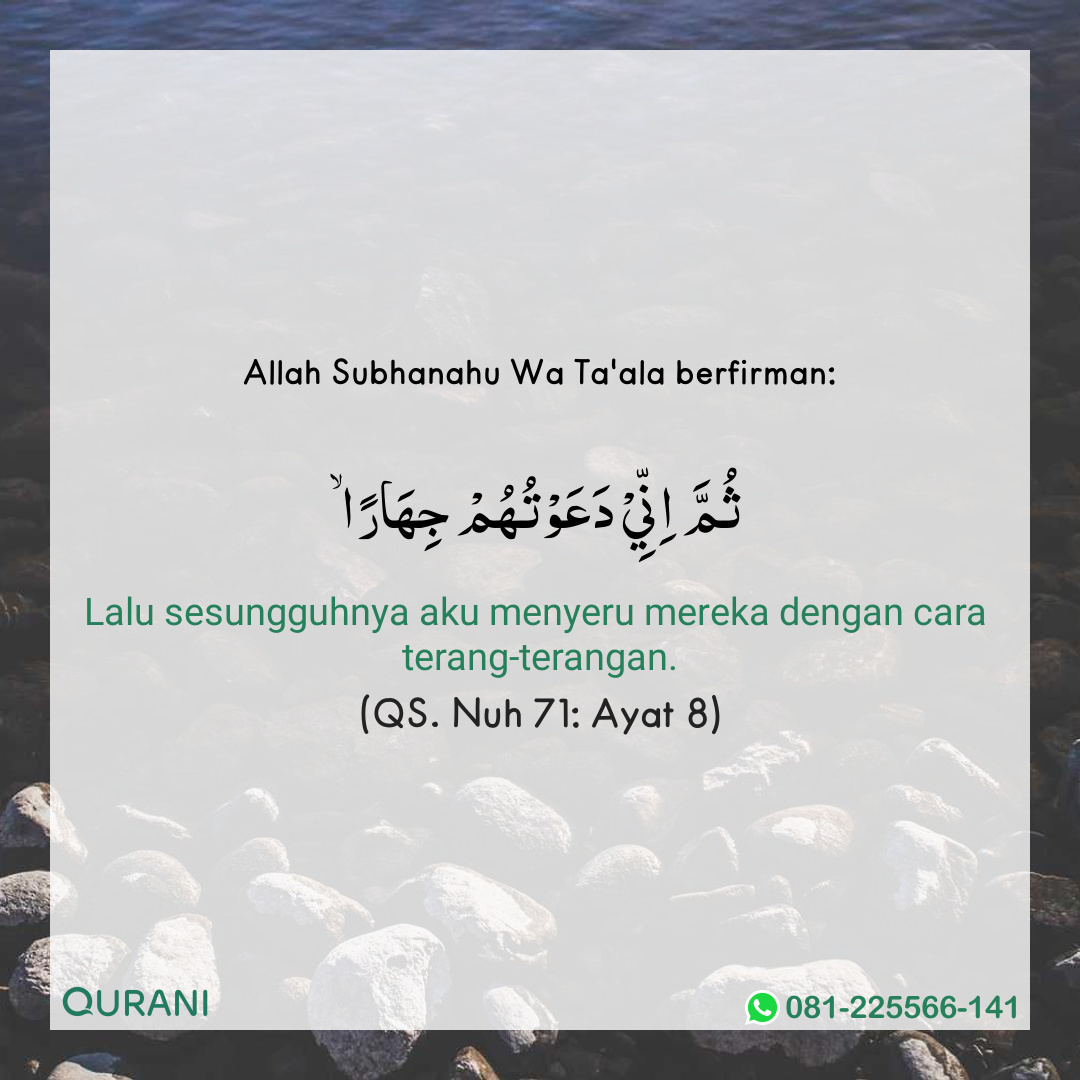 Allah Subhanahu Wa Ta'ala berfirman:
ثُمَّ اِنِّيْ دَعَوْتُهُمْ جِهَارًاۙ
Lalu sesungguhnya aku menyeru mereka dengan cara
terang-terangan.
(QS. Nuh 71: Ayat 8)
QURANI
081-225566-141